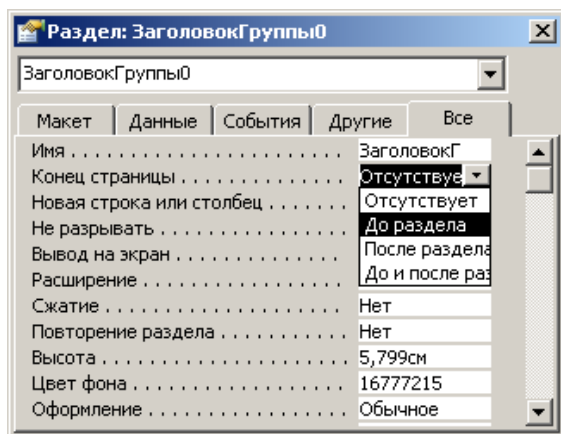 Раздел: ЗаголовокГруппы0
ЗаголовокГруппы0
Макет Данные События Другие Все
Имя ЗаголовокГ
Конец страницы Отсутствуе
Новая строка или столбец Отсутствует
Не разрывать До раздела
Вывод на экран После раздела
Расширение До и после раз
Сжатие Нет
Повторение раздела Нет
Высота 5,799см
Цвет фона 16777215
Оформление Обычное